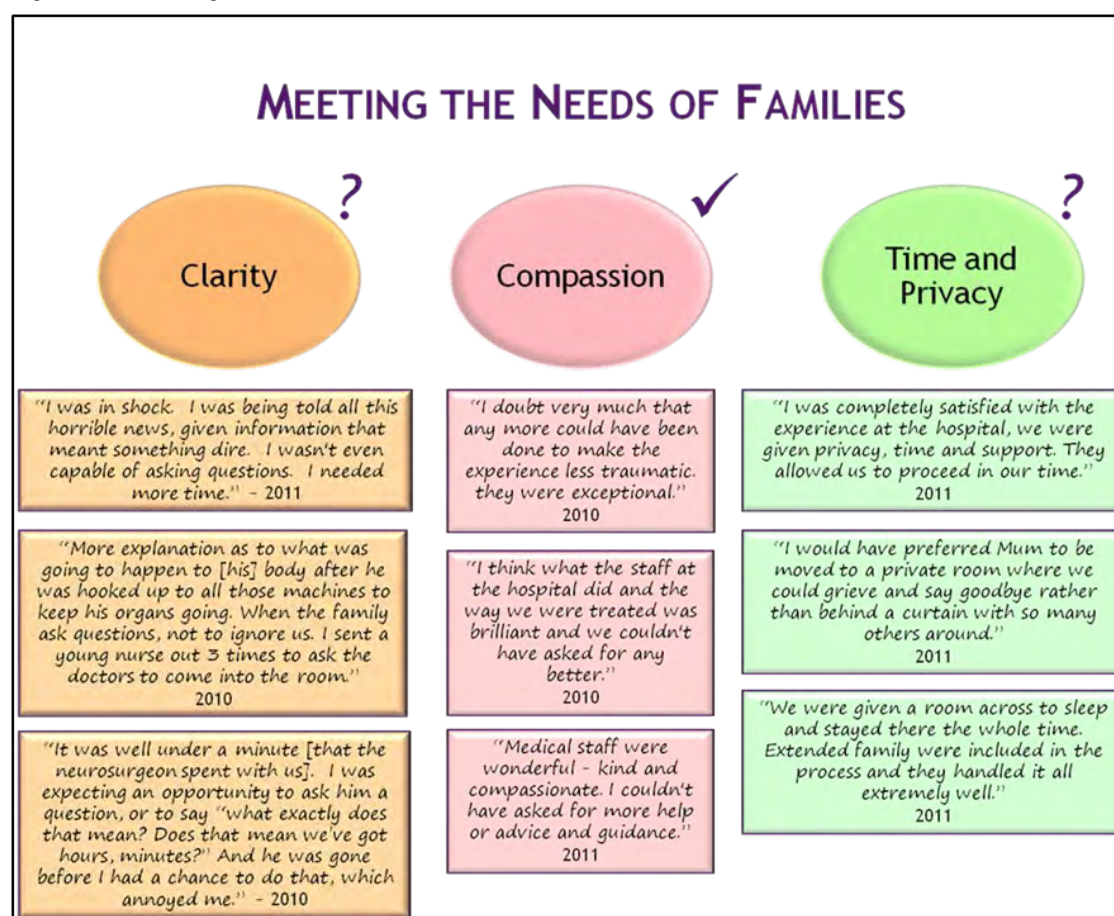 MEETING THE NEEDS OF FAMILIES
?
✓
?
Clarity
Compassion
Time and
Privacy
“I was in shock. I was being told all this
horrible news, given information that
meant something dire. I wasn't even
capable of asking questions. I needed
more time.” - 2011
“More explanation as to what was
going to happen to [his] body after he
was hooked up to all those machines to
keep his organs going. When the family
ask questions, not to ignore us. I sent a
young nurse out 3 times to ask the
doctors to come into the room.”
2010
“It was well under a minute [that the
neurosurgeon spent with us]. I was
expecting an opportunity to ask him a
question, or to say “what exactly does
that mean? Does that mean we've got
hours, minutes?” And he was gone
before I had a chance to do that, which
annoyed me.” - 2010
“I doubt very much that
any more could have been
done to make the
experience less traumatic.
they were exceptional.”
2010
“I think what the staff at
the hospital did and the
way we were treated was
brilliant and we couldn't
have asked for any
better.”
2010
“Medical staff were
wonderful - kind and
compassionate. I couldn't
have asked for more help
or advice and guidance.”
2011
“I was completely satisfied with the
experience at the hospital, we were
given privacy, time and support. They
allowed us to proceed in our time.”
2011
“I would have preferred Mum to be
moved to a private room where we
could grieve and say goodbye rather
than behind a curtain with so many
others around.”
2011
“We were given a room across to sleep
and stayed there the whole time.
Extended family were included in the
process and they handled it all
extremely well.”
2011